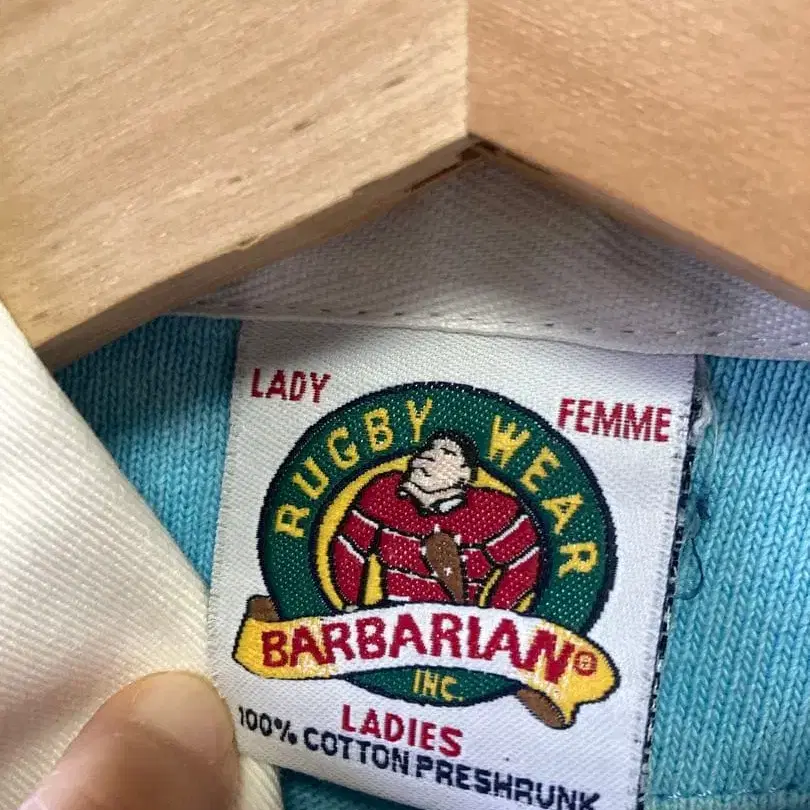 LADY
FEMME
RUGBY WEAR
BARBARIAN®
INC.
LADIES
100% COTTON PRESHRUNK